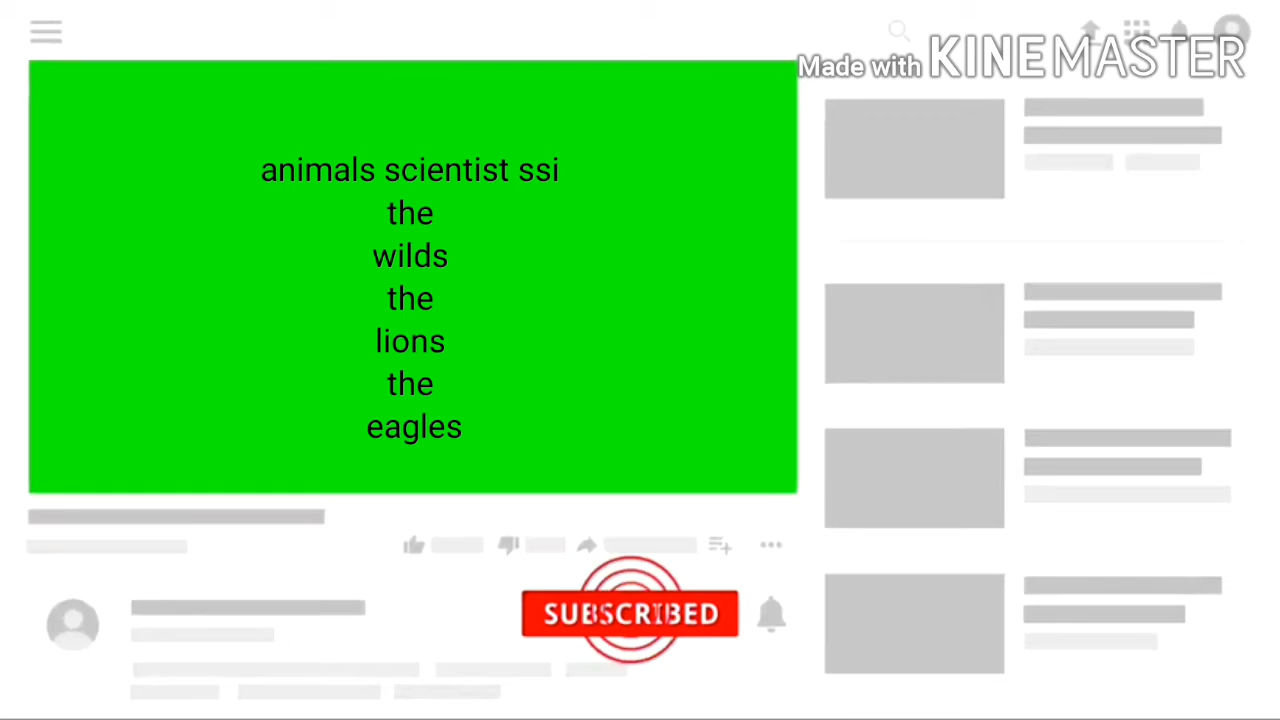 Made with KINEMASTER
animals scientist ssi
the
wilds
the
lions
the
eagles
SUBSCRIBED